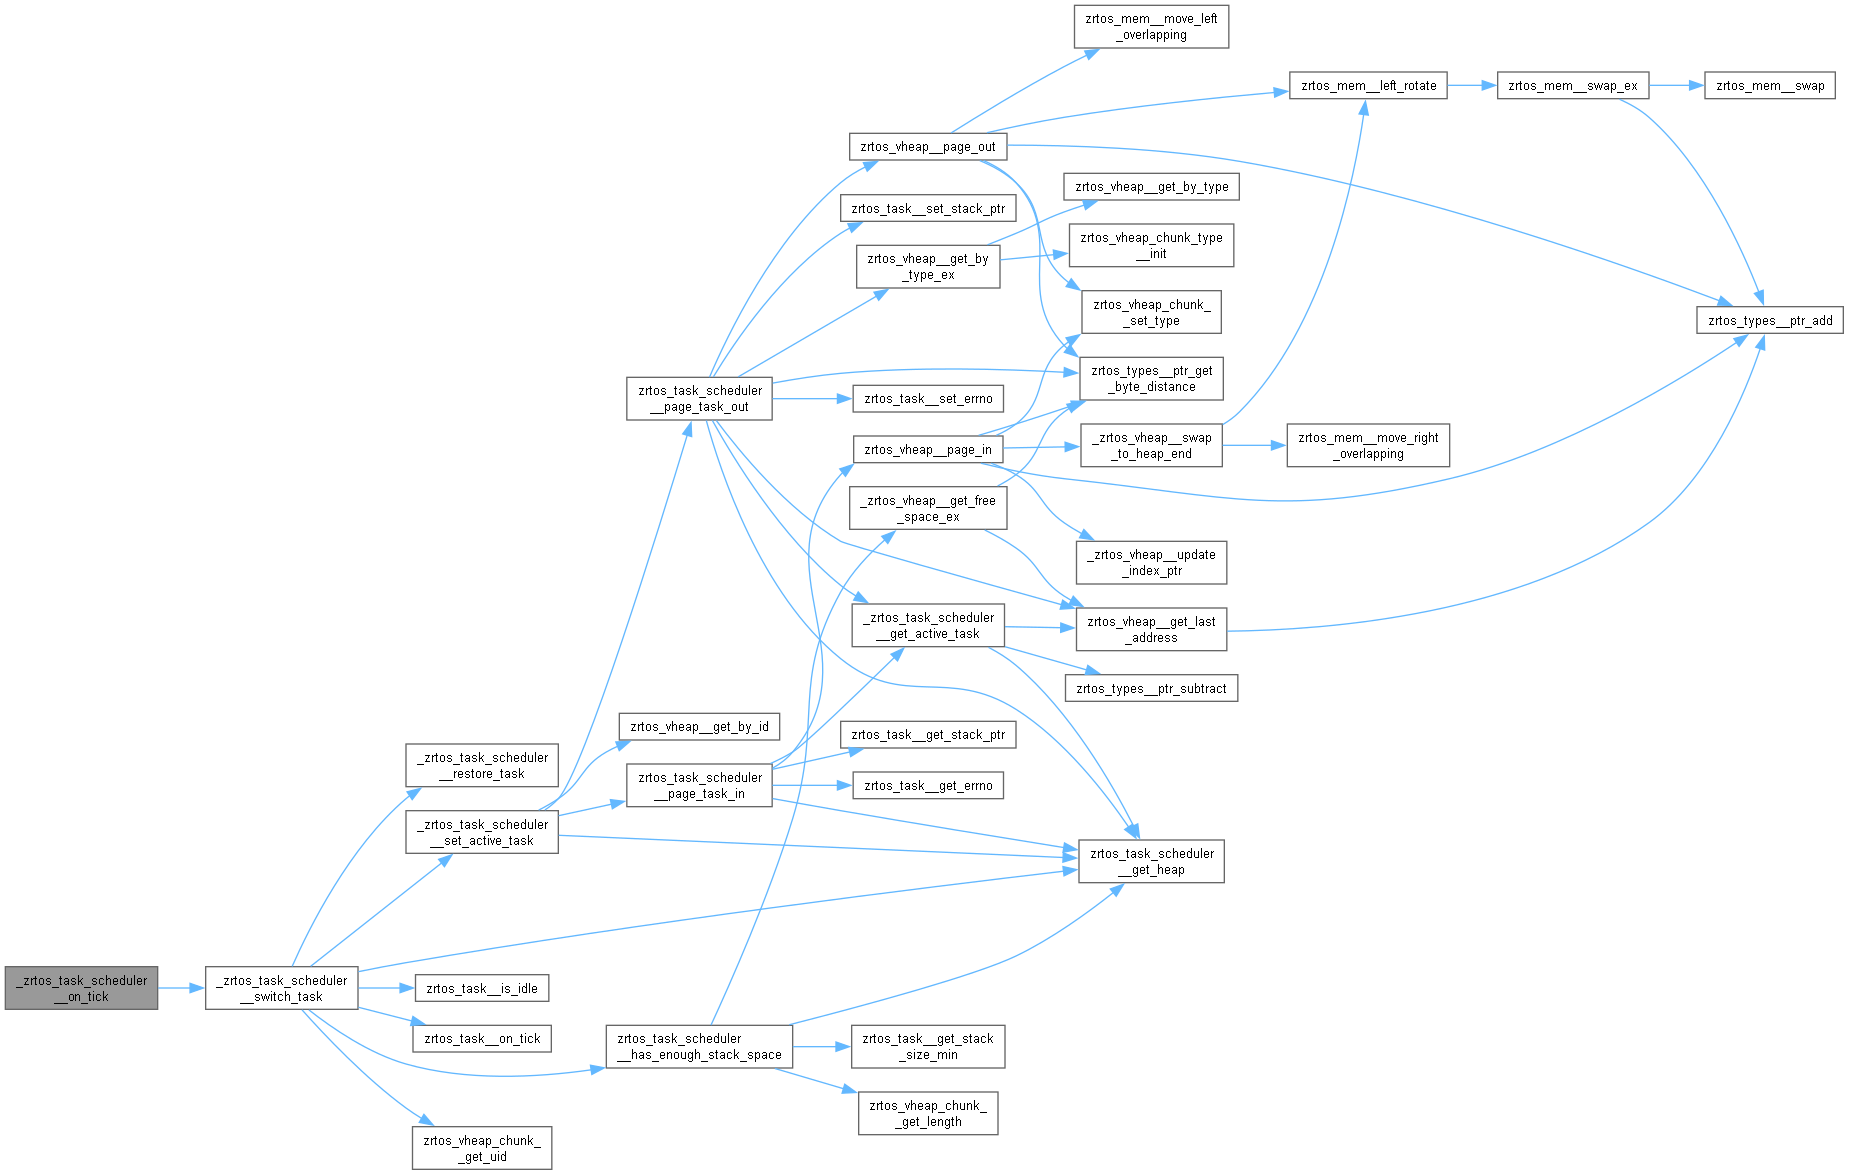 zrtos_mem__move_left
_overlapping
zrtos_mem__left_rotate
zrtos_mem__swap_ex
zrtos_mem__swap
zrtos_vheap__page_out
zrtos_vheap__get_by_type
zrtos_task__set_stack_ptr
zrtos_vheap_chunk_type
__init
zrtos_vheap__get_by
_type_ex
zrtos_vheap_chunk_
_set_type
zrtos_types__ptr_add
zrtos_types__ptr_get
_byte_distance
zrtos_task_scheduler
__page_task_out
zrtos_task__set_errno
zrtos_vheap__page_in
_zrtos_vheap__swap
_to_heap_end
zrtos_mem__move_right
_overlapping
_zrtos_vheap__get_free
_space_ex
_zrtos_vheap__update
_index_ptr
_zrtos_task_scheduler
__get_active_task
zrtos_vheap__get_last
_address
zrtos_types__ptr_subtract
zrtos_vheap__get_by_id
zrtos_task__get_stack_ptr
_zrtos_task_scheduler
__restore_task
zrtos_task_scheduler
__page_task_in
zrtos_task__get_errno
_zrtos_task_scheduler
__set_active_task
zrtos_task_scheduler
__get_heap
_zrtos_task_scheduler
__on_tick
_zrtos_task_scheduler
__switch_task
zrtos_task__is_idle
zrtos_task__on_tick
zrtos_task_scheduler
__has_enough_stack_space
zrtos_task__get_stack
_size_min
zrtos_vheap_chunk_
_get_length
zrtos_vheap_chunk_
_get_uid